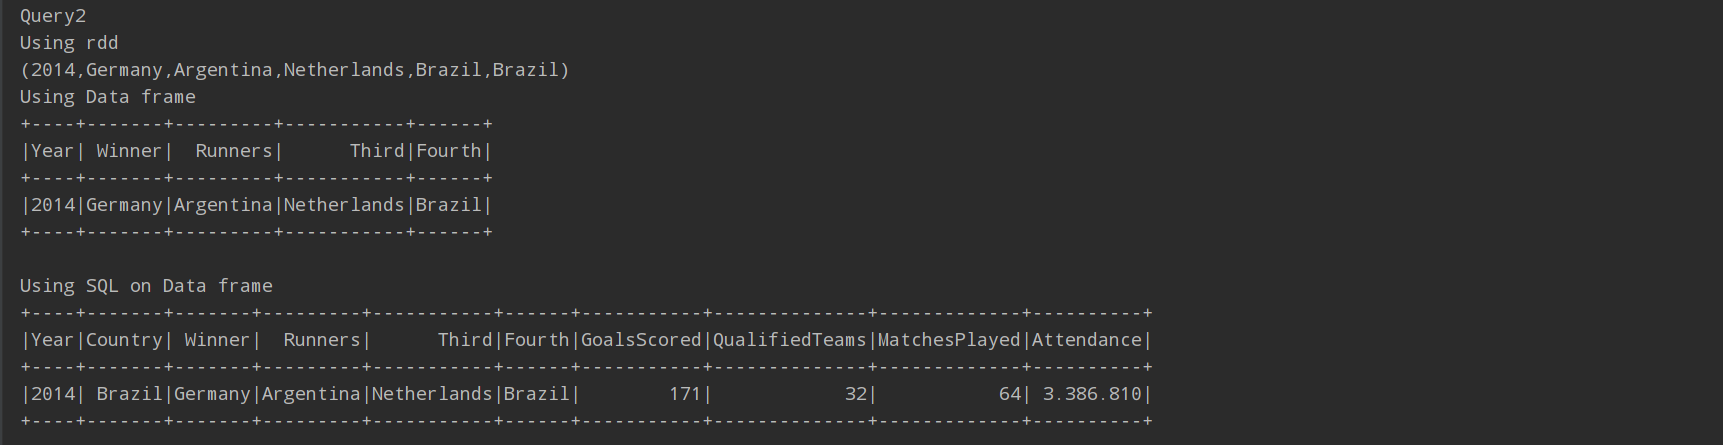 Query2
Using rdd
(2014,Germany,Argentina,Netherlands,Brazil,Brazil)
Using Data frame
+----+-------+---------+-----------+------+
|Year| Winner|  Runners|      Third|Fourth|
+----+-------+---------+-----------+------+
|2014|Germany|Argentina|Netherlands|Brazil|
+----+-------+---------+-----------+------+

Using SQL on Data frame
+----+-------+-------+---------+-----------+------+-----------+--------------+-------------+----------+
|Year|Country| Winner|  Runners|      Third|Fourth|GoalsScored|QualifiedTeams|MatchesPlayed|Attendance|
+----+-------+-------+---------+-----------+------+-----------+--------------+-------------+----------+
|2014| Brazil|Germany|Argentina|Netherlands|Brazil|        171|            32|           64| 3.386.810|
+----+-------+-------+---------+-----------+------+-----------+--------------+-------------+----------+